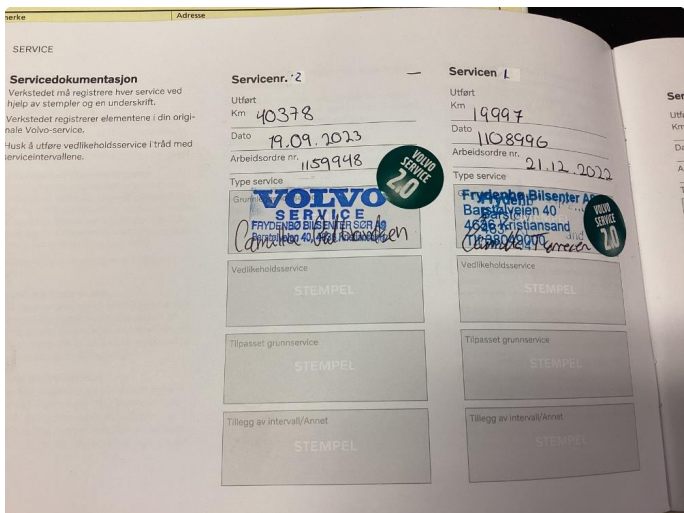 nerke
Adresse
SERVICE
Servicedokumentasjon
Verkstedet må registrere hver service ved
hjelp av stempler og en underskrift.
Verkstedet registrerer elementene i din origi-
nale Volvo-service.
Husk å utføre vedlikeholdsservice i tråd med
serviceintervallene.
Servicenr. 2
Utført
Km 40378
Dato 19.09.2023
Arbeidsordre nr. 1159948
Type service
VOLVO
SERVICE
FRYDENBØ BILSENTER SØR AS
VOLVO
SERVICE
2.0
Vedlikeholdsservice
STEMPEL
Tilpasset grunnservice
STEMPEL
Tillegg av intervall/Annet
STEMPEL
Servicen 1
Utført
Km 19997
Dato 1108996
Arbeidsordre nr. 21.12.2022
Type service
Frydenbø Bilsenter
Barstølveien 40
4636 Kristiansand
VOLVO
SERVICE
2.0
Vedlikeholdsservice
STEMPEL
Tilpasset grunnservice
STEMPEL
Tillegg av intervall/Annet
STEMPEL
Ser
Km